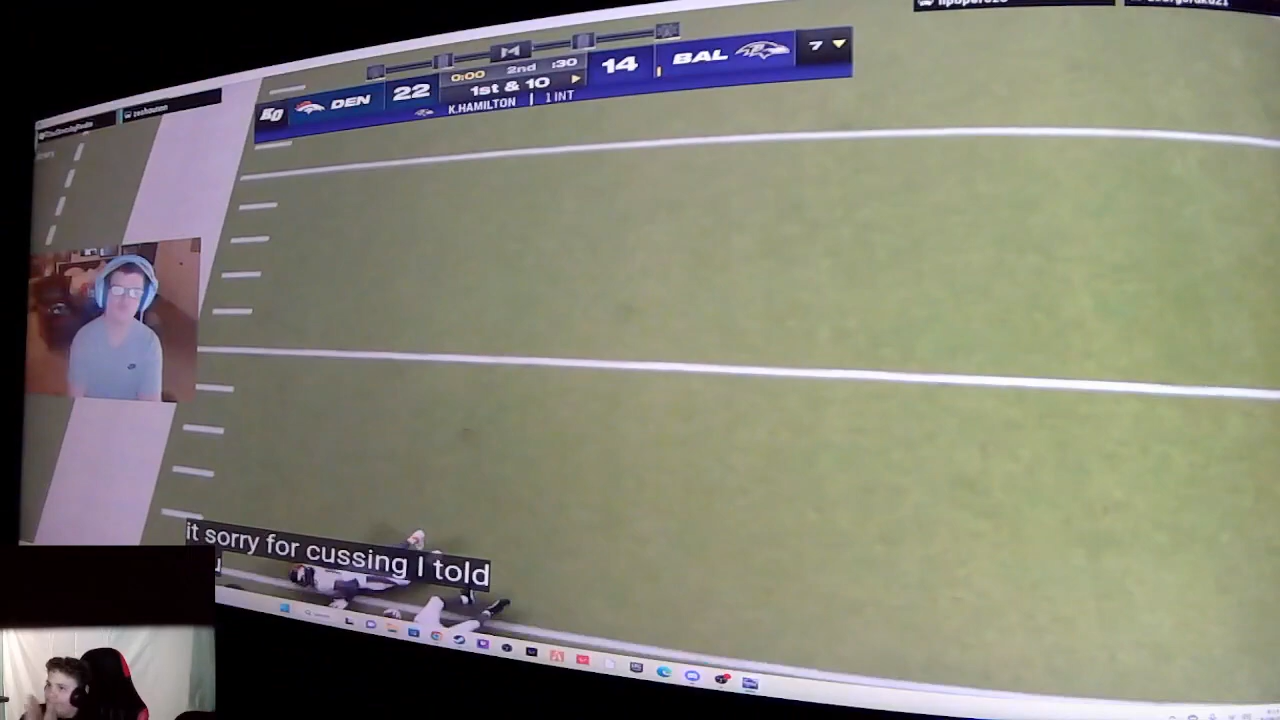 DEN 22 0:00 2nd :30 14 BAL 7
1st & 10
K.HAMILTON 1 INT
it sorry for cussing I told